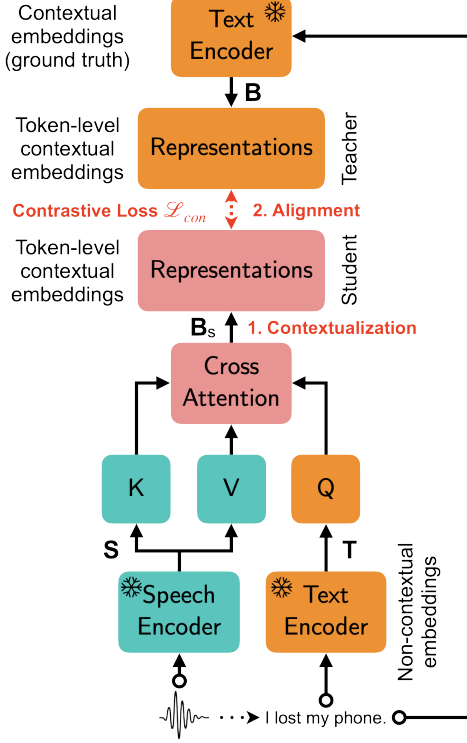 Contextual
embeddings
(ground truth)
Text
Encoder
B
Token-level
contextual
embeddings
Representations
Teacher
Contrastive Loss ℒcon
2. Alignment
Token-level
contextual
embeddings
Representations
Student
Bs
1. Contextualization
Cross
Attention
K
V
Q
S
T
Speech
Encoder
Text
Encoder
Non-contextual
embeddings
I lost my phone.